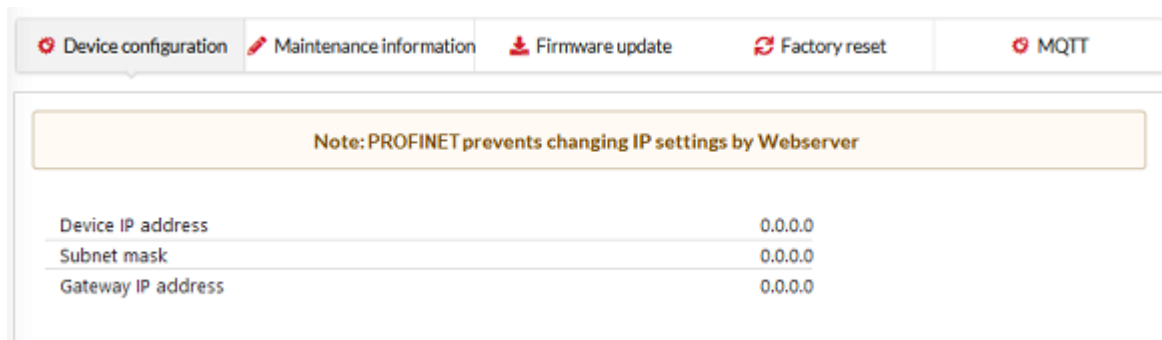 Device configuration Maintenance information Firmware update Factory reset MQTT
Note: PROFINET prevents changing IP settings by Webserver
Device IP address 0.0.0.0
Subnet mask 0.0.0.0
Gateway IP address 0.0.0.0